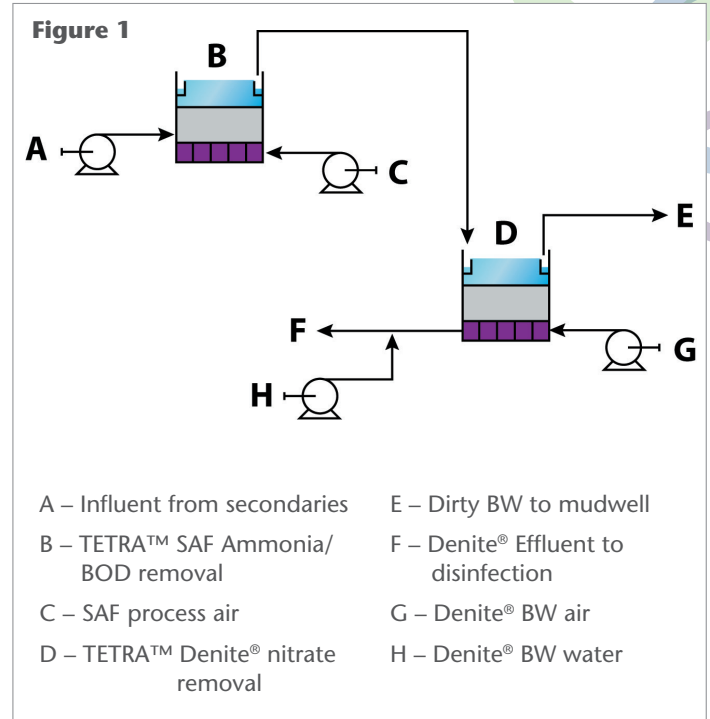 Figure 1
B
A
C
D
E
F
G
H
A – Influent from secondaries
B – TETRA™ SAF Ammonia/
BOD removal
C – SAF process air
D – TETRA™ Denite® nitrate
removal
E – Dirty BW to mudwell
F – Denite® Effluent to
disinfection
G – Denite® BW air
H – Denite® BW water